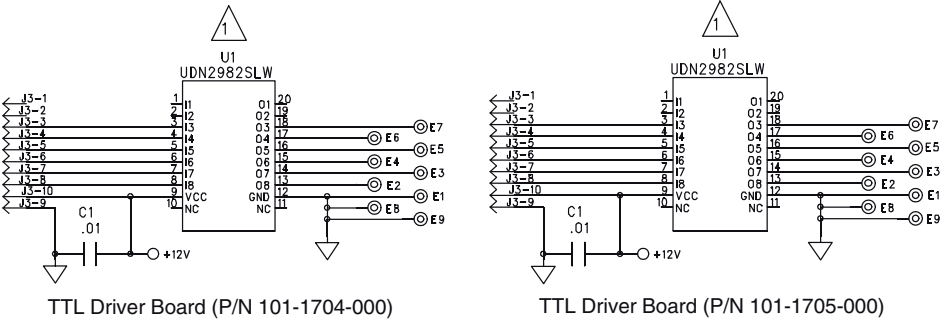 1
U1
UDN2982SLW
J3-1
J3-2
J3-3
J3-4
J3-5
J3-6
J3-7
J3-8
J3-10
J3-9
1 I1
2 I2
3 I3
4 I4
5 I5
6 I6
7 I7
8 I8
9 VCC
10 NC
O1 20
O2 19
O3 18
O4 17
O5 16
O6 15
O7 14
O8 13
GND 12
NC 11
E7
E6
E5
E4
E3
E2
E1
E8
E9
C1
.01
+12V
TTL Driver Board (P/N 101-1704-000)
1
U1
UDN2982SLW
J3-1
J3-2
J3-3
J3-4
J3-5
J3-6
J3-7
J3-8
J3-10
J3-9
1 I1
2 I2
3 I3
4 I4
5 I5
6 I6
7 I7
8 I8
9 VCC
10 NC
O1 20
O2 19
O3 18
O4 17
O5 16
O6 15
O7 14
O8 13
GND 12
NC 11
E7
E6
E5
E4
E3
E2
E1
E8
E9
C1
.01
+12V
TTL Driver Board (P/N 101-1705-000)